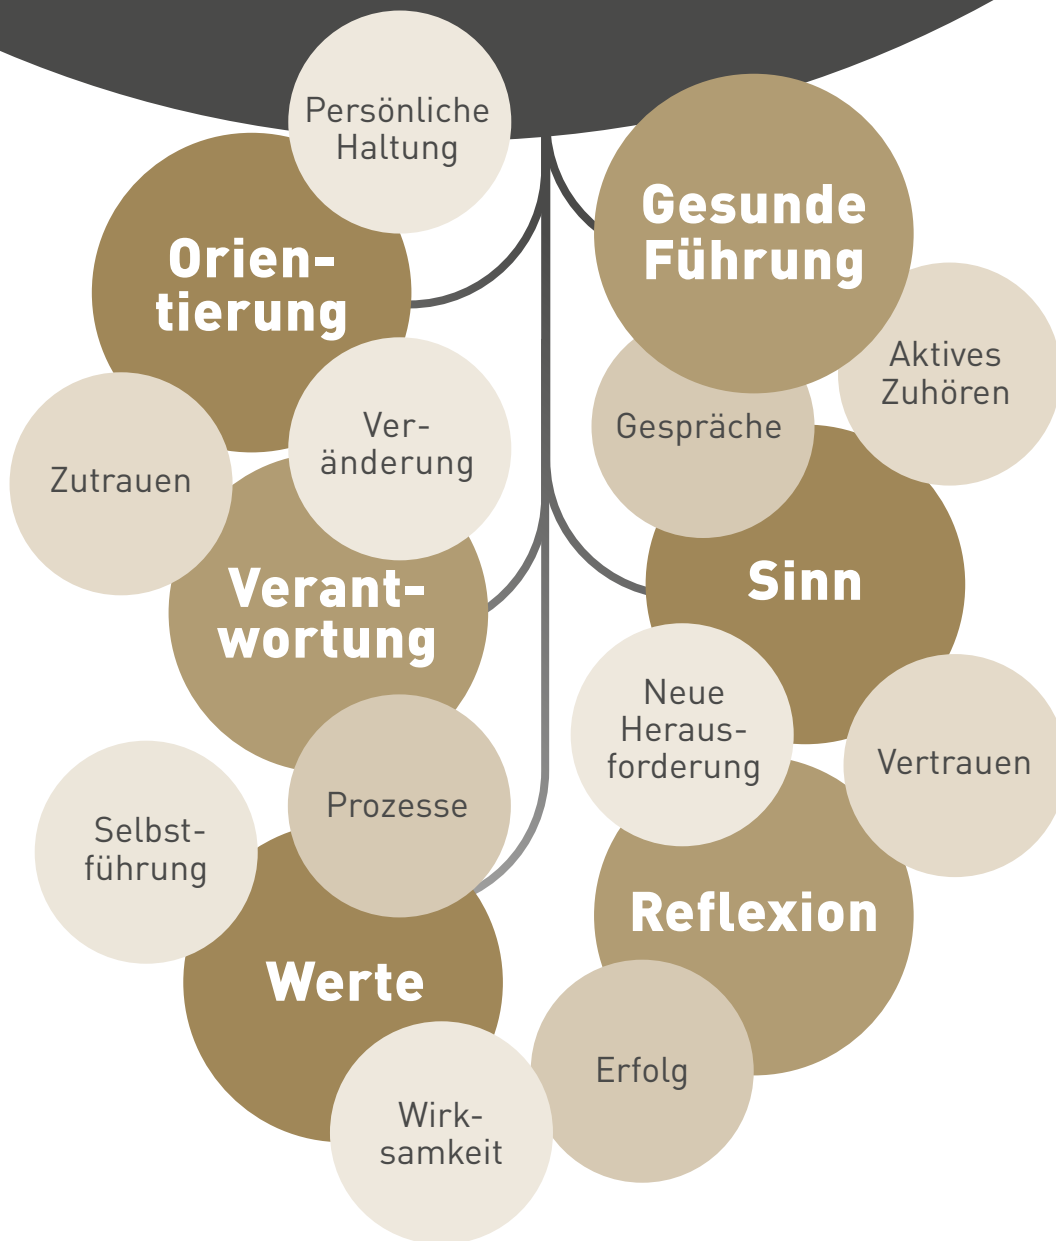 Persönliche
Haltung
Gesunde
Führung
Orien-
tierung
Aktives
Zuhören
Gespräche
Ver-
änderung
Zutrauen
Sinn
Verant-
wortung
Neue
Heraus-
forderung
Vertrauen
Prozesse
Selbst-
führung
Reflexion
Werte
Erfolg
Wirk-
samkeit